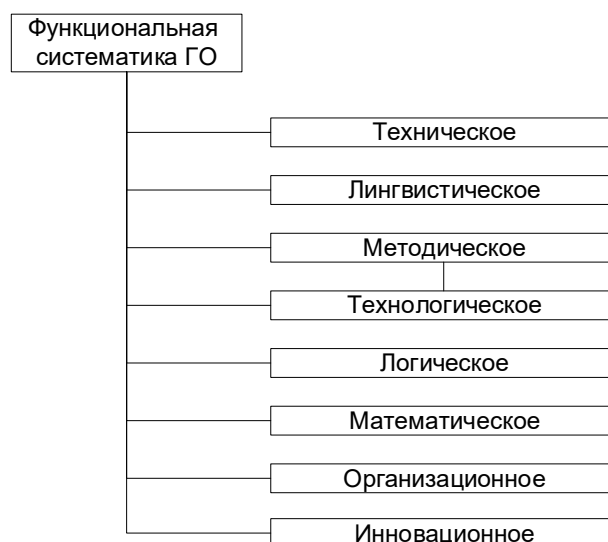 Функциональная
систематика ГО
Техническое
Лингвистическое
Методическое
Технологическое
Логическое
Математическое
Организационное
Инновационное